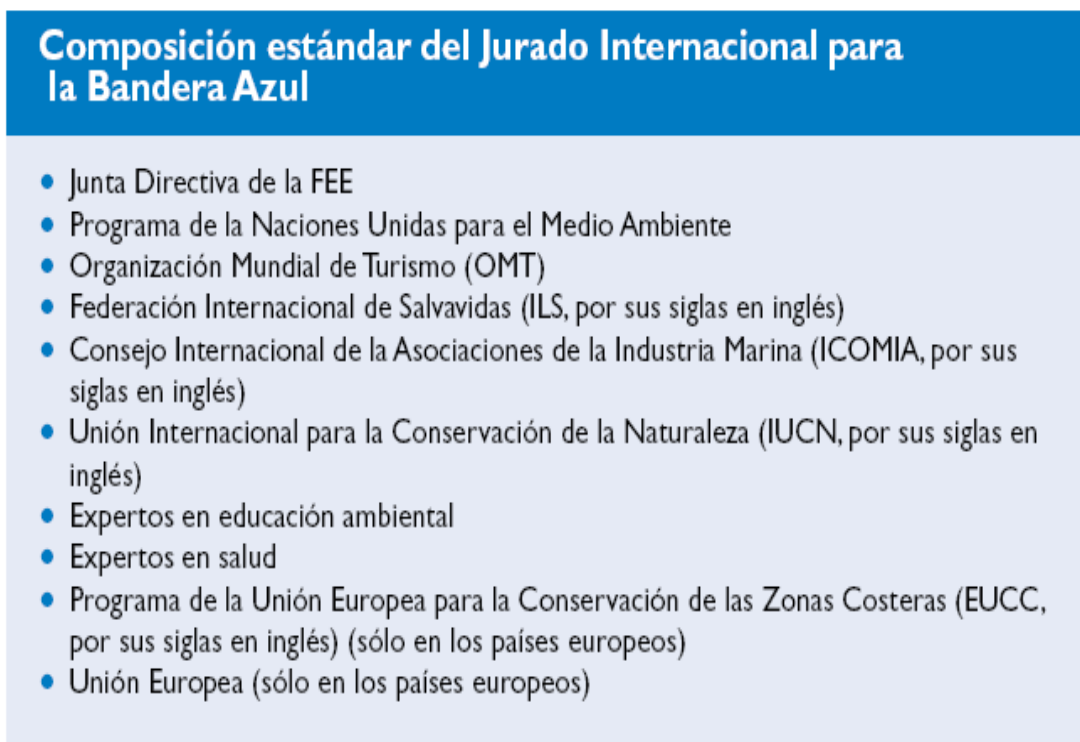 Composición estándar del Jurado Internacional para
la Bandera Azul
• Junta Directiva de la FEE
• Programa de la Naciones Unidas para el Medio Ambiente
• Organización Mundial de Turismo (OMT)
• Federación Internacional de Salvavidas (ILS, por sus siglas en inglés)
• Consejo Internacional de la Asociaciones de la Industria Marina (ICOMIA, por sus
siglas en inglés)
• Unión Internacional para la Conservación de la Naturaleza (IUCN, por sus siglas en
inglés)
• Expertos en educación ambiental
• Expertos en salud
• Programa de la Unión Europea para la Conservación de las Zonas Costeras (EUCC,
por sus siglas en inglés) (sólo en los países europeos)
• Unión Europea (sólo en los países europeos)